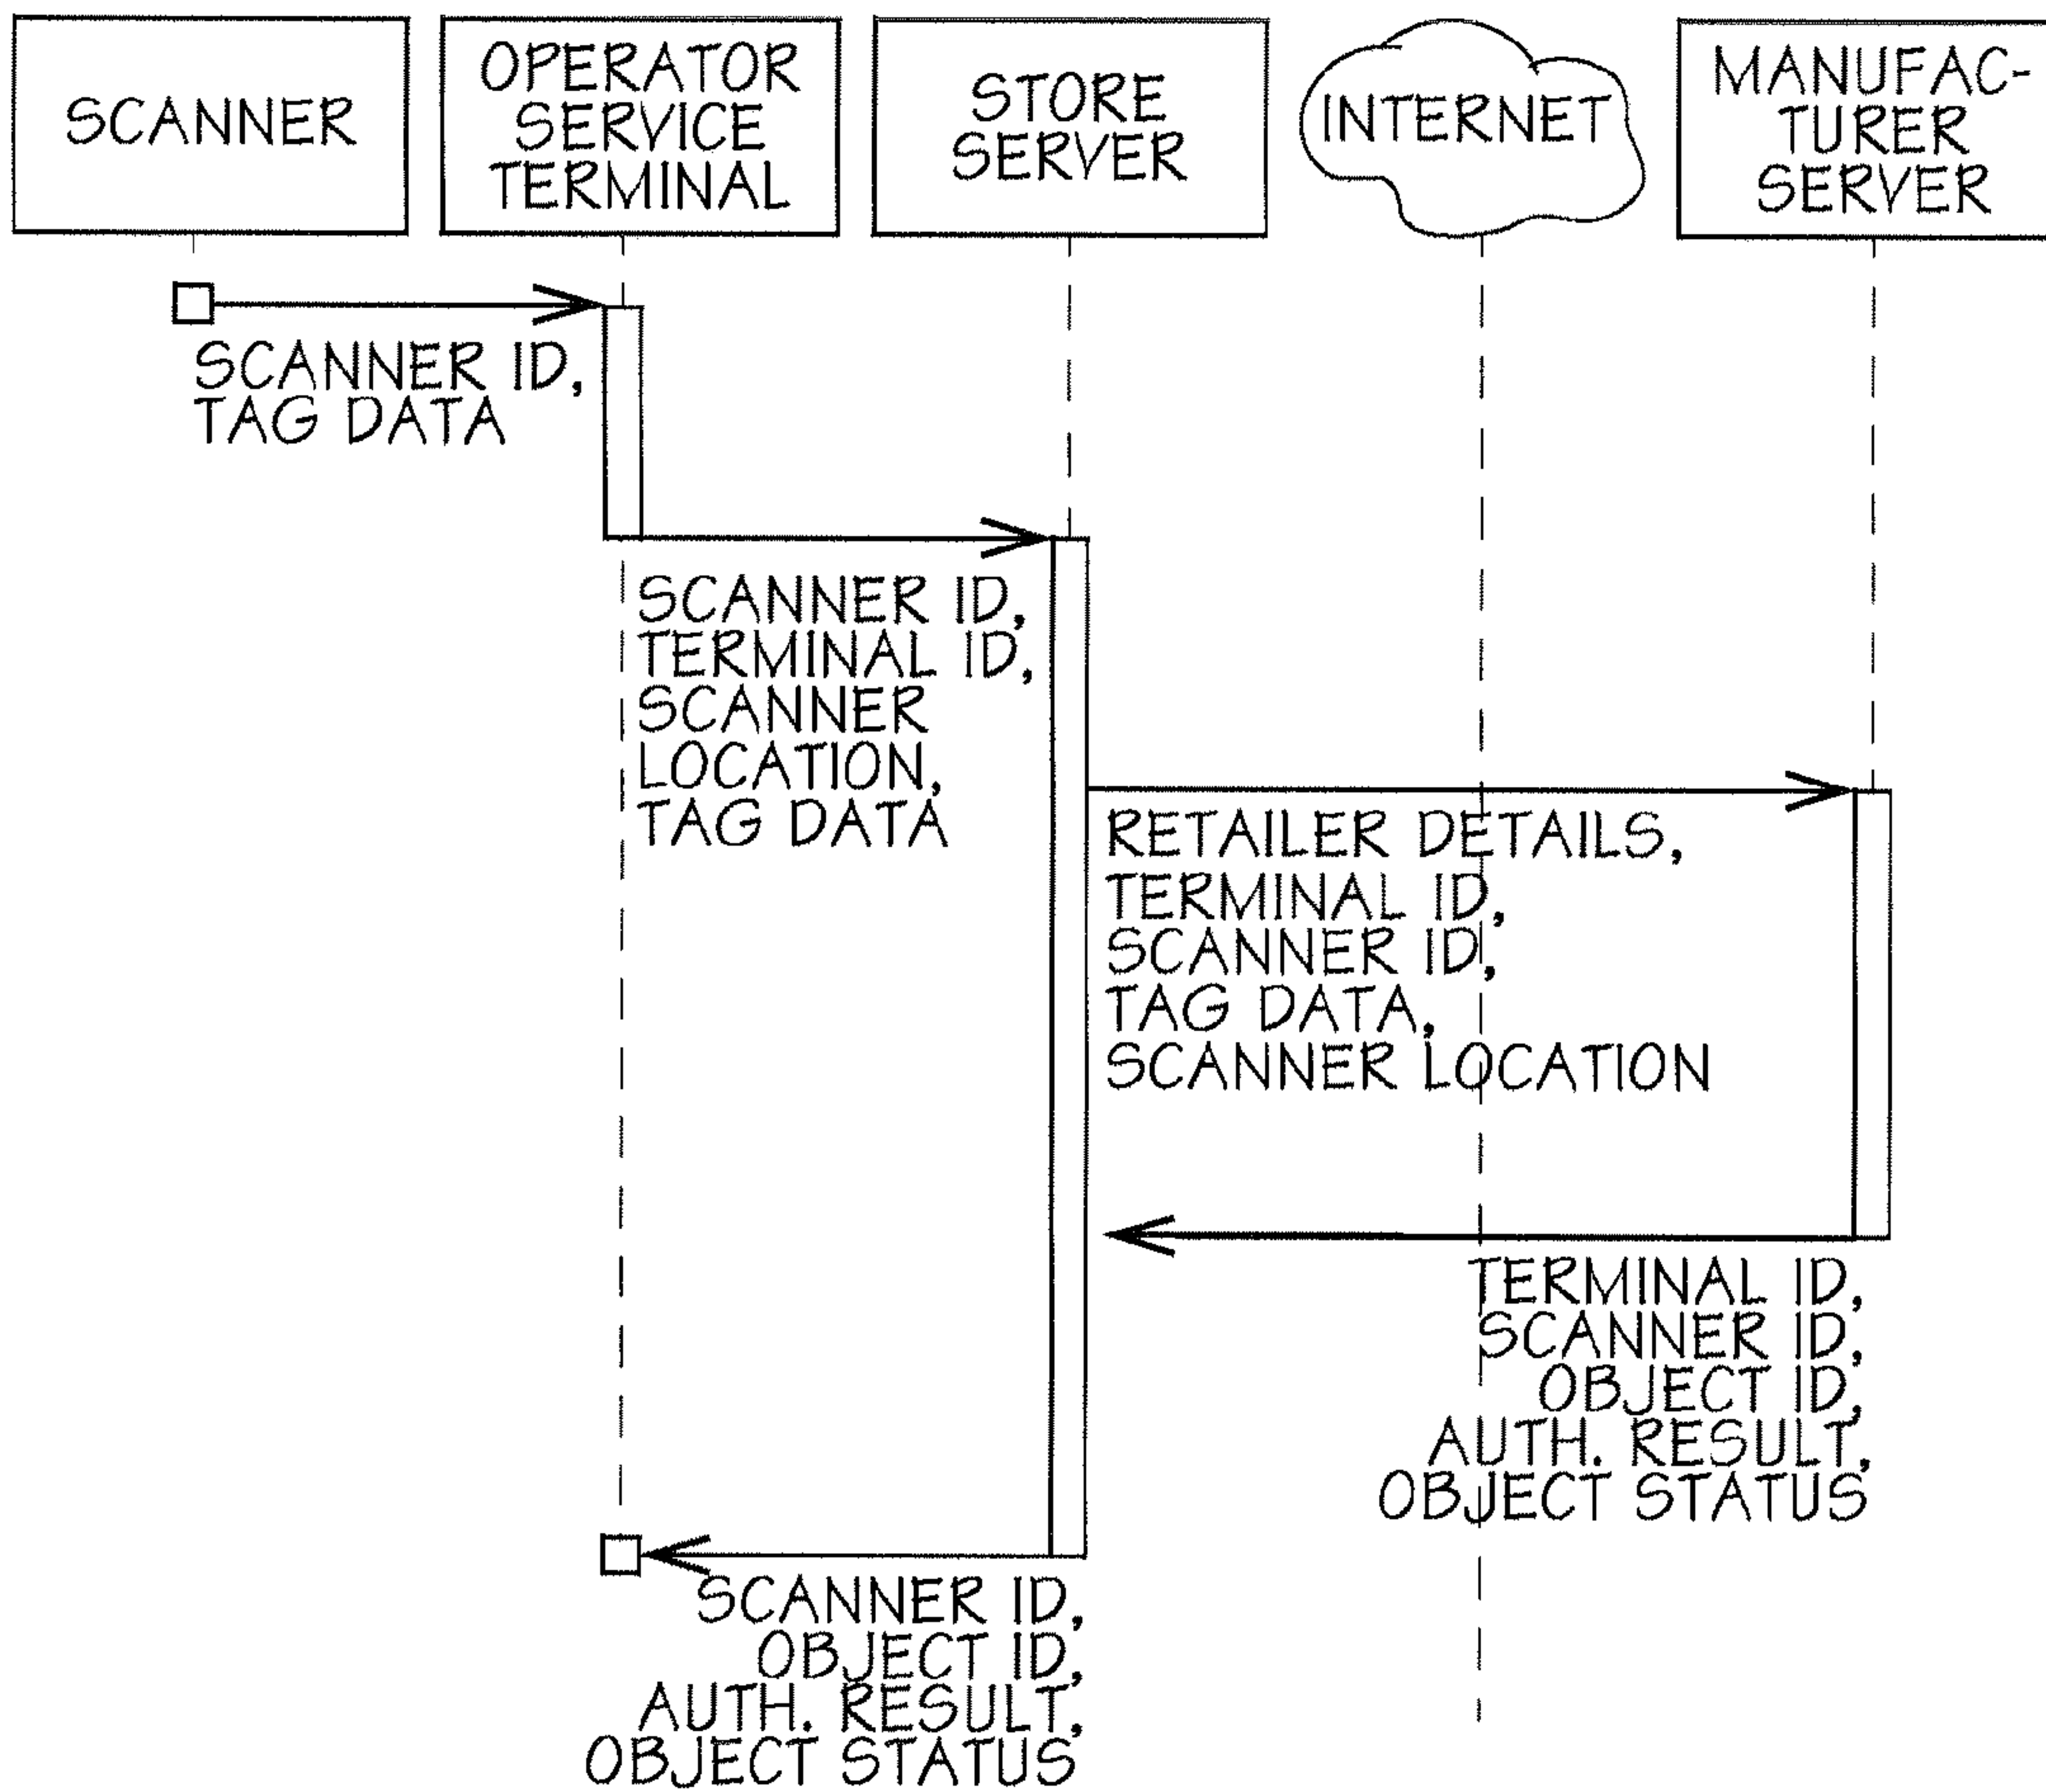 SCANNER
OPERATOR
SERVICE
TERMINAL
STORE
SERVER
INTERNET
MANUFAC-
TURER
SERVER
SCANNER ID,
TAG DATA
SCANNER ID,
TERMINAL ID,
SCANNER
LOCATION,
TAG DATA
RETAILER DETAILS,
TERMINAL ID,
SCANNER ID,
TAG DATA,
SCANNER LOCATION
TERMINAL ID,
SCANNER ID,
OBJECT ID,
AUTH. RESULT,
OBJECT STATUS
SCANNER ID,
OBJECT ID,
AUTH. RESULT,
OBJECT STATUS